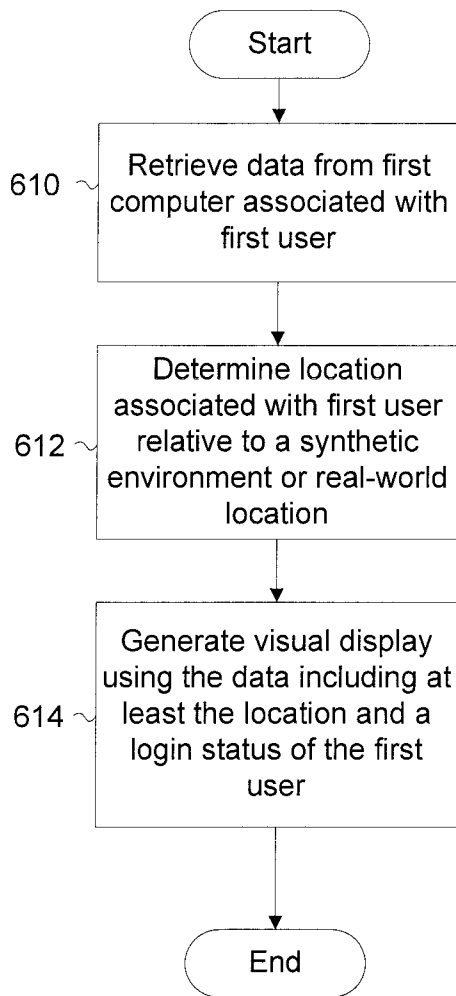 Start
610
Retrieve data from first
computer associated with
first user
612
Determine location
associated with first user
relative to a synthetic
environment or real-world
location
614
Generate visual display
using the data including at
least the location and a
login status of the first
user
End